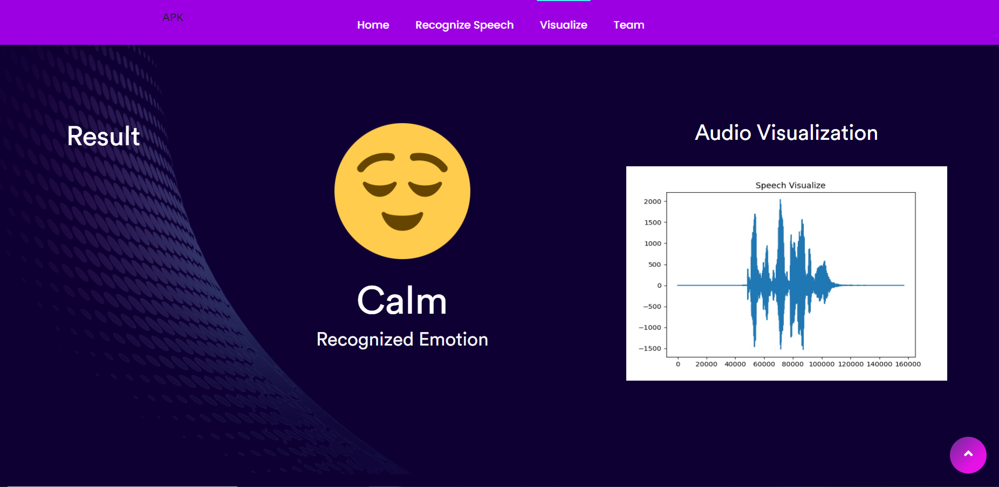 APK
Home Recognize Speech Visualize Team
Result
Calm
Recognized Emotion
Audio Visualization
Speech Visualize
2000
1500
1000
500
0
−500
−1000
−1500
0 20000 40000 60000 80000 100000 120000 140000 160000